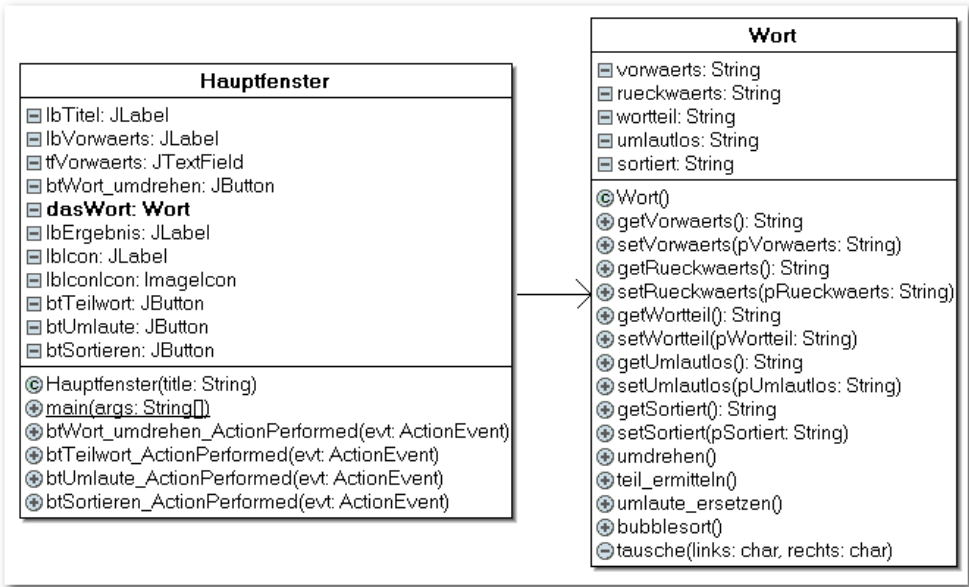 Hauptfenster
lbTitel: JLabel
lbVorwaerts: JLabel
tfVorwaerts: JTextField
btWort_umdrehen: JButton
dasWort: Wort
lbErgebnis: JLabel
lbIcon: JLabel
lbIconIcon: ImageIcon
btTeilwort: JButton
btUmlaute: JButton
btSortieren: JButton
Hauptfenster(title: String)
main(args: String[])
btWort_umdrehen_ActionPerformed(evt: ActionEvent)
btTeilwort_ActionPerformed(evt: ActionEvent)
btUmlaute_ActionPerformed(evt: ActionEvent)
btSortieren_ActionPerformed(evt: ActionEvent)
Wort
vorwaerts: String
rueckwaerts: String
wortteil: String
umlautlos: String
sortiert: String
Wort()
getVorwaerts(): String
setVorwaerts(pVorwaerts: String)
getRueckwaerts(): String
setRueckwaerts(pRueckwaerts: String)
getWortteil(): String
setWortteil(pWortteil: String)
getUmlautlos(): String
setUmlautlos(pUmlautlos: String)
getSortiert(): String
setSortiert(pSortiert: String)
umdrehen()
teil_ermitteln()
umlaute_ersetzen()
bubblesort()
tausche(links: char, rechts: char)